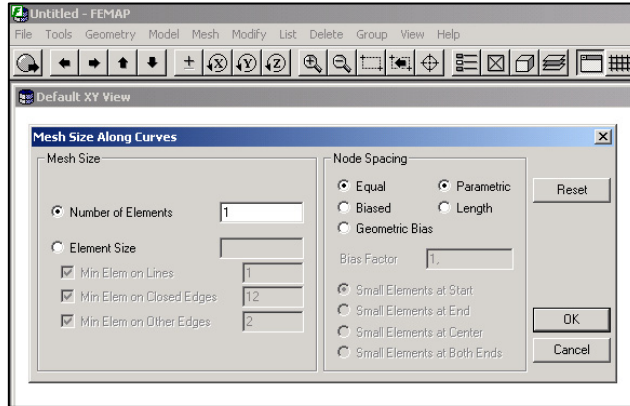 Untitled - FEMAP
File Tools Geometry Model Mesh Modify List Delete Group View Help
± X Y Z
Default XY View
Mesh Size Along Curves
Mesh Size
Number of Elements 1
Element Size
Min Elem on Lines 1
Min Elem on Closed Edges 12
Min Elem on Other Edges 2
Node Spacing
Equal Parametric
Biased Length
Geometric Bias
Bias Factor 1,
Small Elements at Start
Small Elements at End
Small Elements at Center
Small Elements at Both Ends
Reset
OK
Cancel